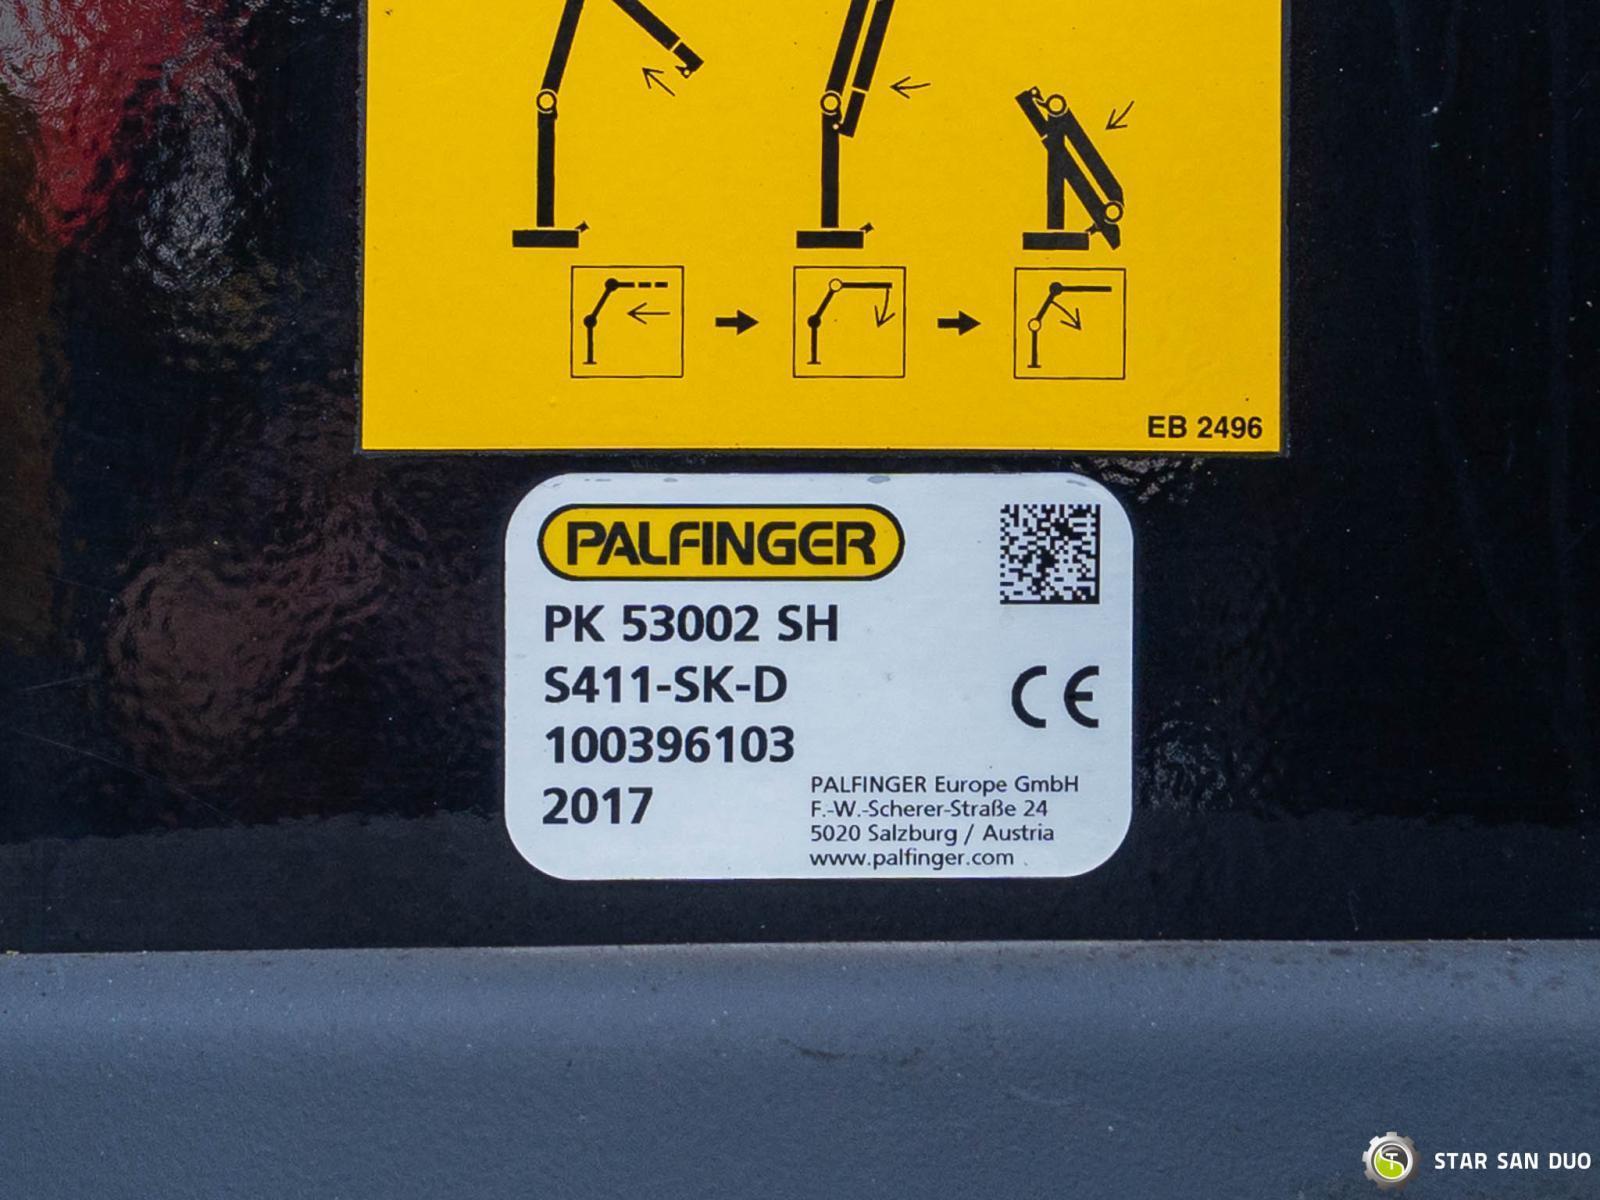 EB 2496
PALFINGER
PK 53002 SH
S411-SK-D
100396103
2017
PALFINGER Europe GmbH
F.-W.-Scherer-Straße 24
5020 Salzburg / Austria
www.palfinger.com
CE
STAR SAN DUO